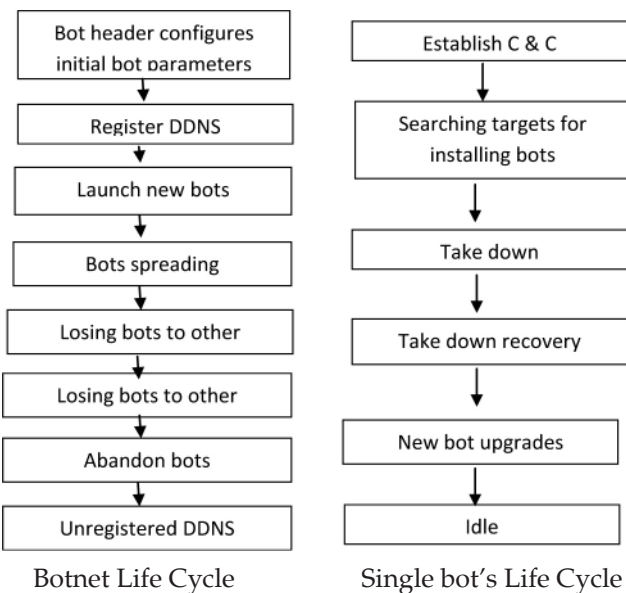 Bot header configures
initial bot parameters
Register DDNS
Launch new bots
Bots spreading
Losing bots to other
Losing bots to other
Abandon bots
Unregistered DDNS
Botnet Life Cycle
Establish C & C
Searching targets for
installing bots
Take down
Take down recovery
New bot upgrades
Idle
Single bot's Life Cycle